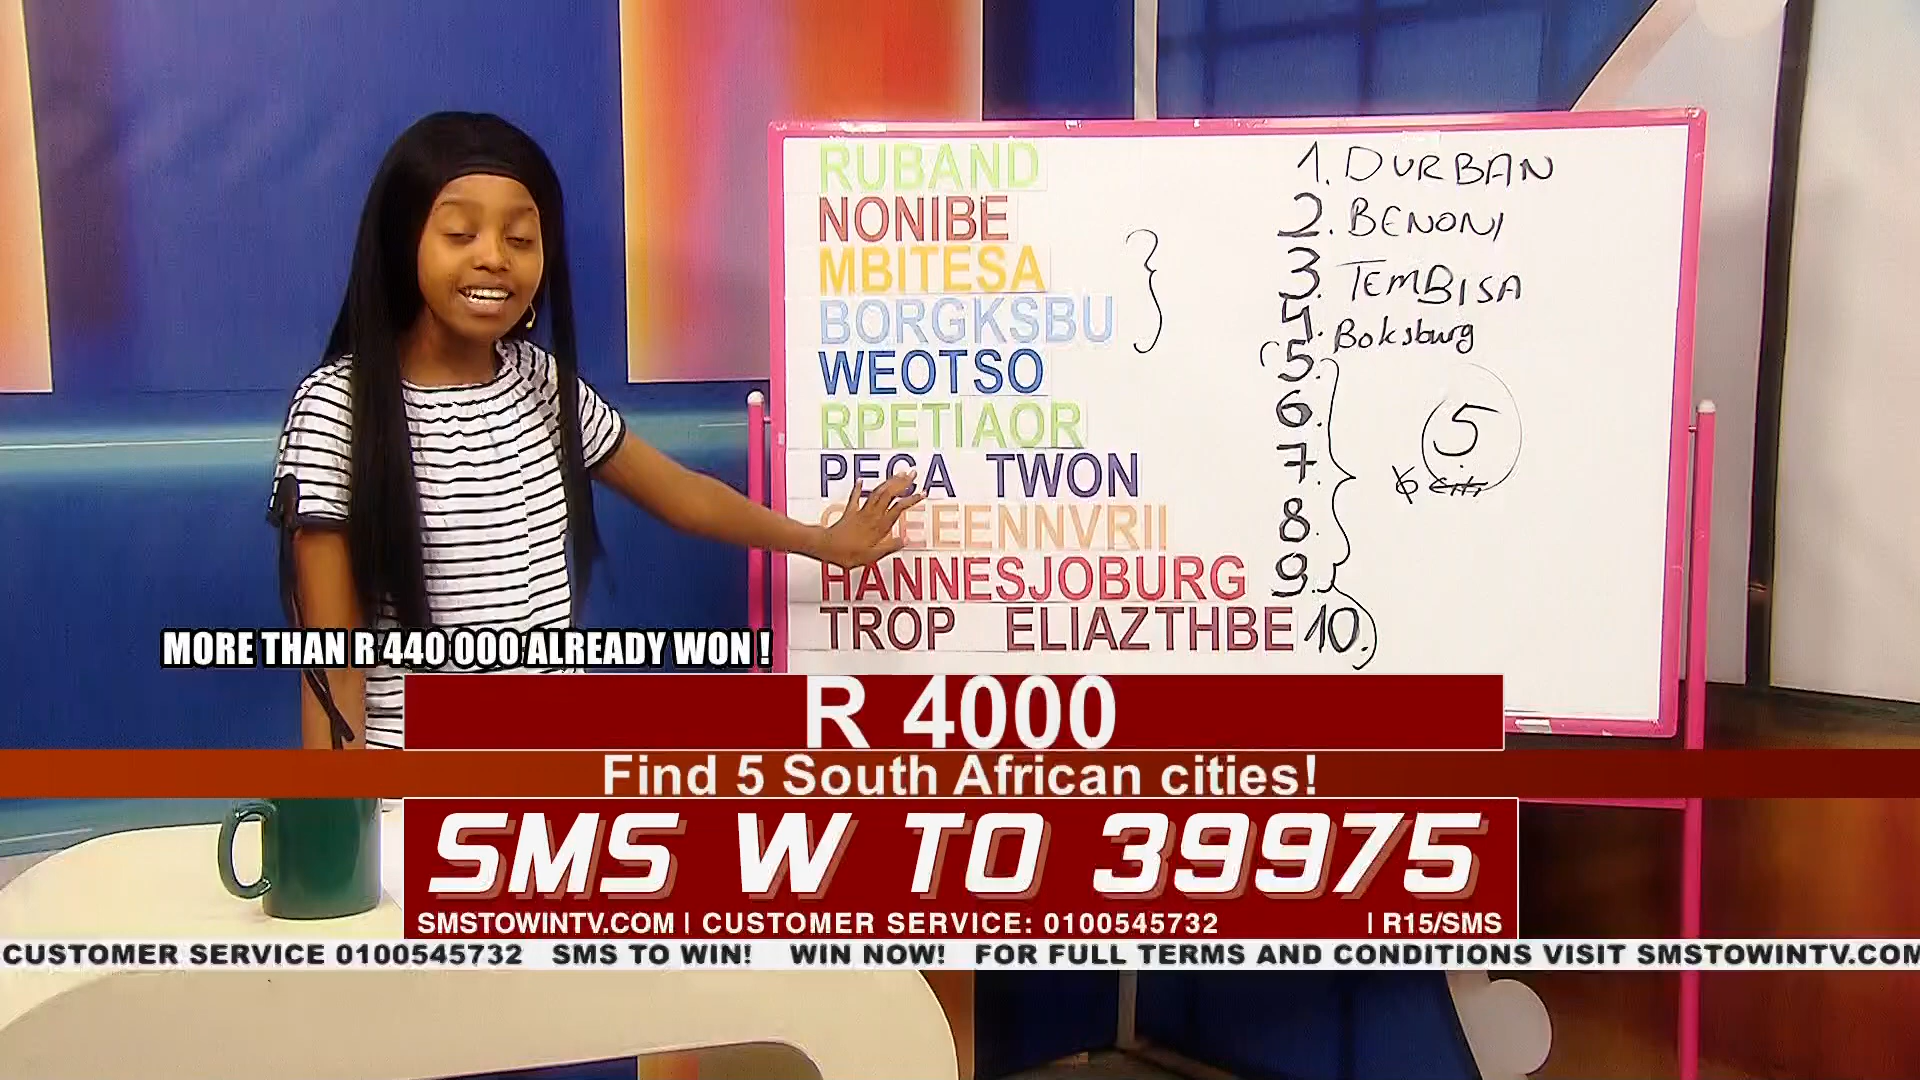 RUBAND
NONIBE
MBITESA
BORGKSBU
WEOTSO
RPETIAOR
PECA TWON
EEENNVRII
HANNESJOBURG
TROP ELIAZTHBE
1. DURBAN
2. BENONI
3. TEMBISA
4. Boksburg
5.
6.
7.
8.
9.
10.
5
MORE THAN R 440 000 ALREADY WON !
R 4000
Find 5 South African cities!
SMS W TO 39975
SMSTOWINTV.COM | CUSTOMER SERVICE: 0100545732 | R15/SMS
CUSTOMER SERVICE 0100545732 SMS TO WIN! WIN NOW! FOR FULL TERMS AND CONDITIONS VISIT SMSTOWINTV.COM